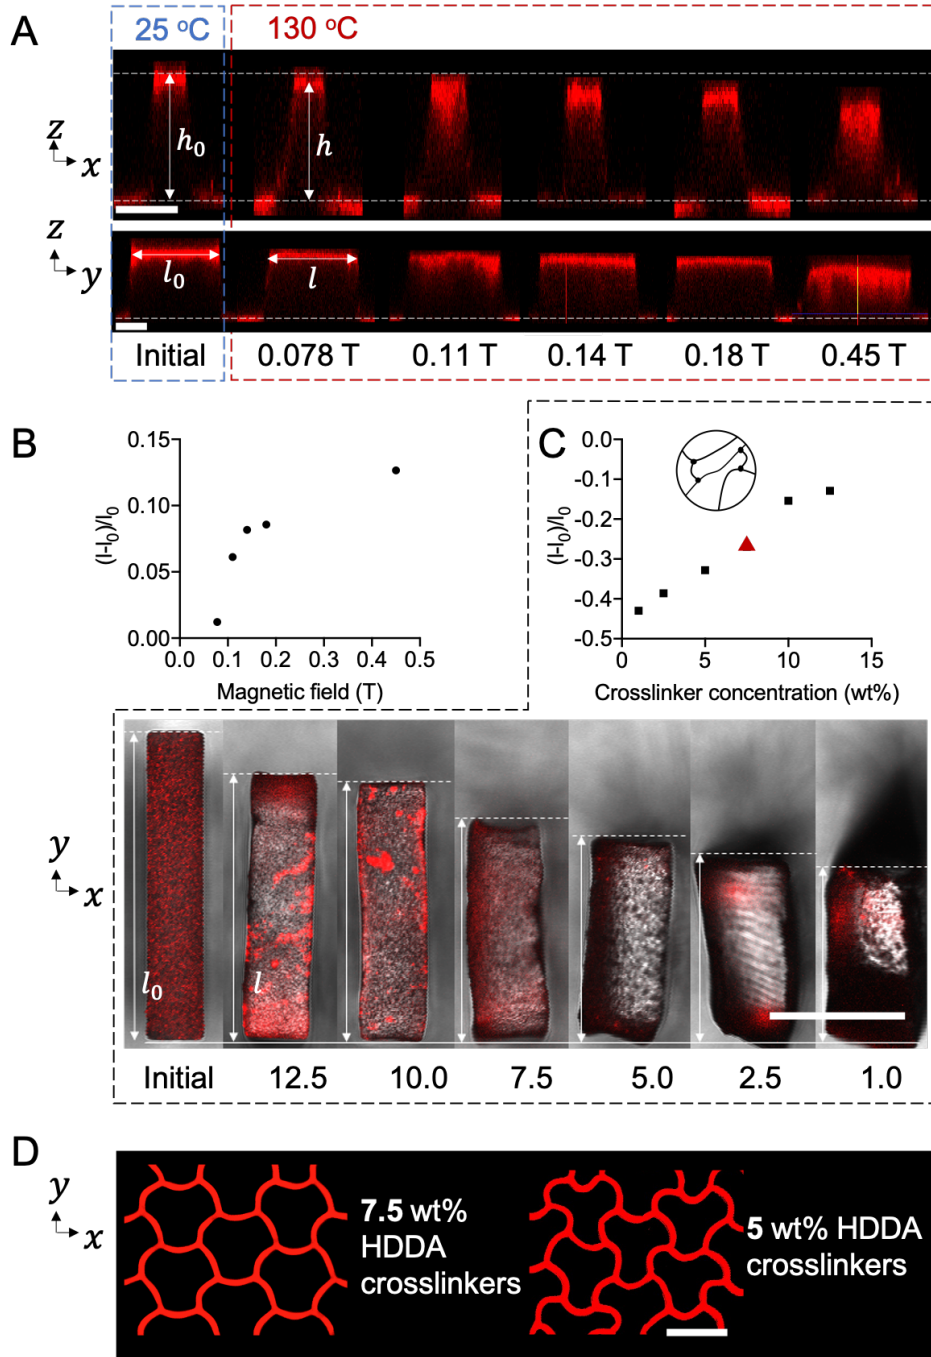 A
25 °C
130 °C
z
x
h₀
h
z
y
l₀
l
Initial
0.078 T
0.11 T
0.14 T
0.18 T
0.45 T
B
(l-l₀)/l₀
0.15
0.10
0.05
0.00
0.0
0.1
0.2
0.3
0.4
0.5
Magnetic field (T)
C
(l-l₀)/l₀
0.0
-0.1
-0.2
-0.3
-0.4
-0.5
0
5
10
15
Crosslinker concentration (wt%)
y
x
l₀
l
Initial
12.5
10.0
7.5
5.0
2.5
1.0
D
y
x
7.5 wt%
HDDA
crosslinkers
5 wt% HDDA
crosslinkers